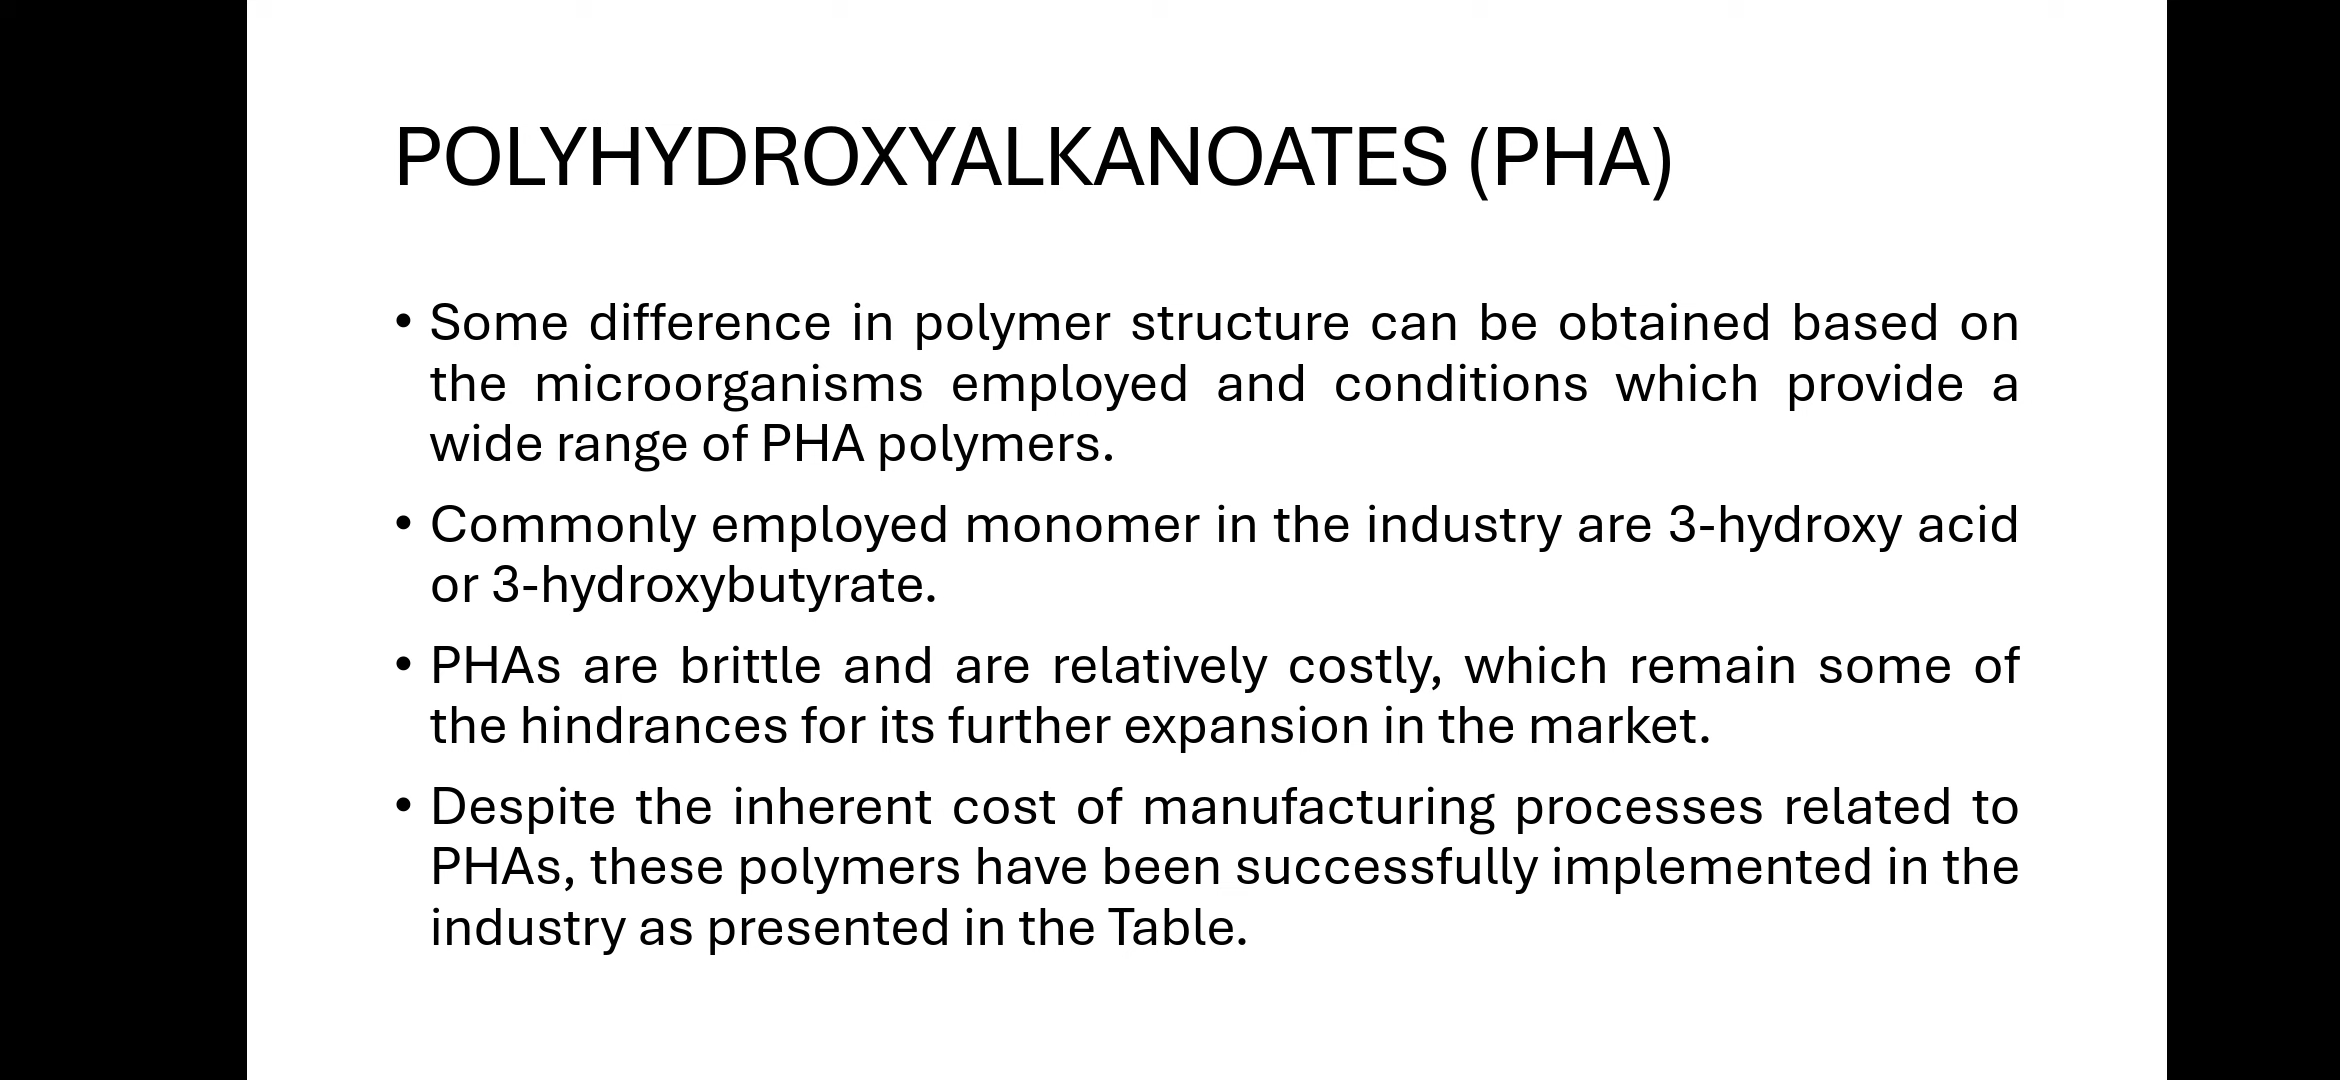 POLYHYDROXYALKANOATES (PHA)
• Some difference in polymer structure can be obtained based on
the microorganisms employed and conditions which provide a
wide range of PHA polymers.
• Commonly employed monomer in the industry are 3-hydroxy acid
or 3-hydroxybutyrate.
• PHAs are brittle and are relatively costly, which remain some of
the hindrances for its further expansion in the market.
• Despite the inherent cost of manufacturing processes related to
PHAs, these polymers have been successfully implemented in the
industry as presented in the Table.